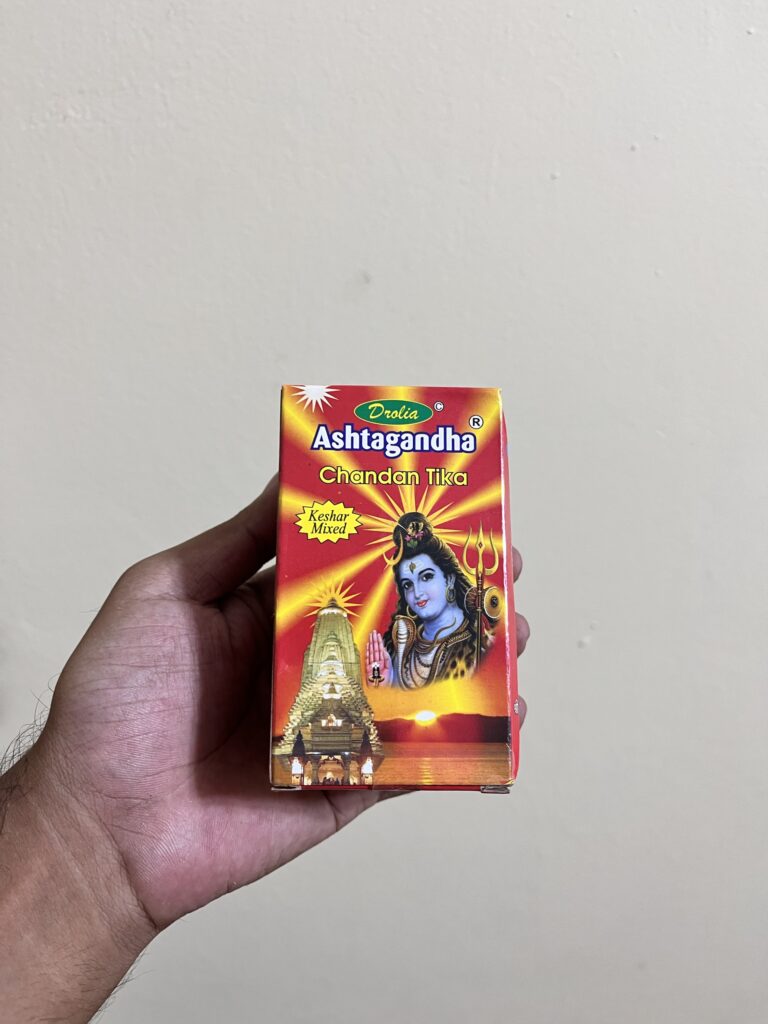 Drolia ©
Ashtagandha ®
Chandan Tika
Keshar
Mixed